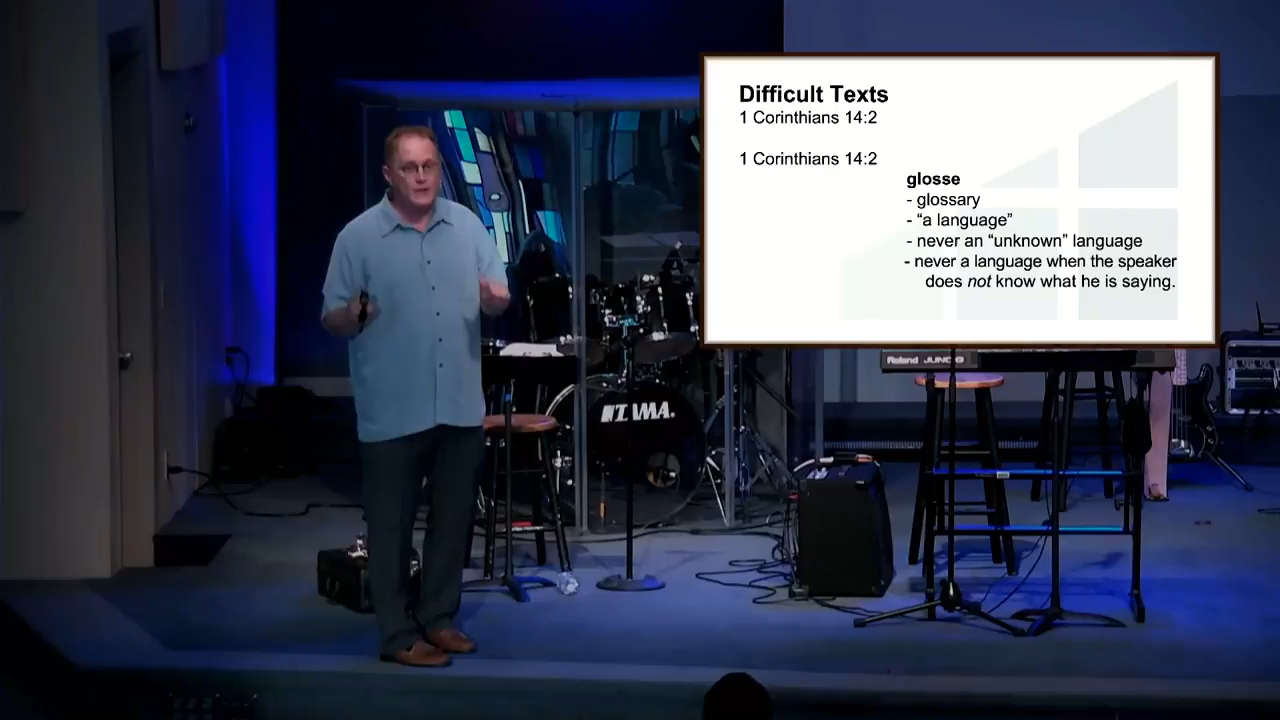 Difficult Texts
1 Corinthians 14:2
1 Corinthians 14:2
glosse
- glossary
- “a language”
- never an “unknown” language
- never a language when the speaker
does not know what he is saying.
Roland JUNO-G
TAMA.